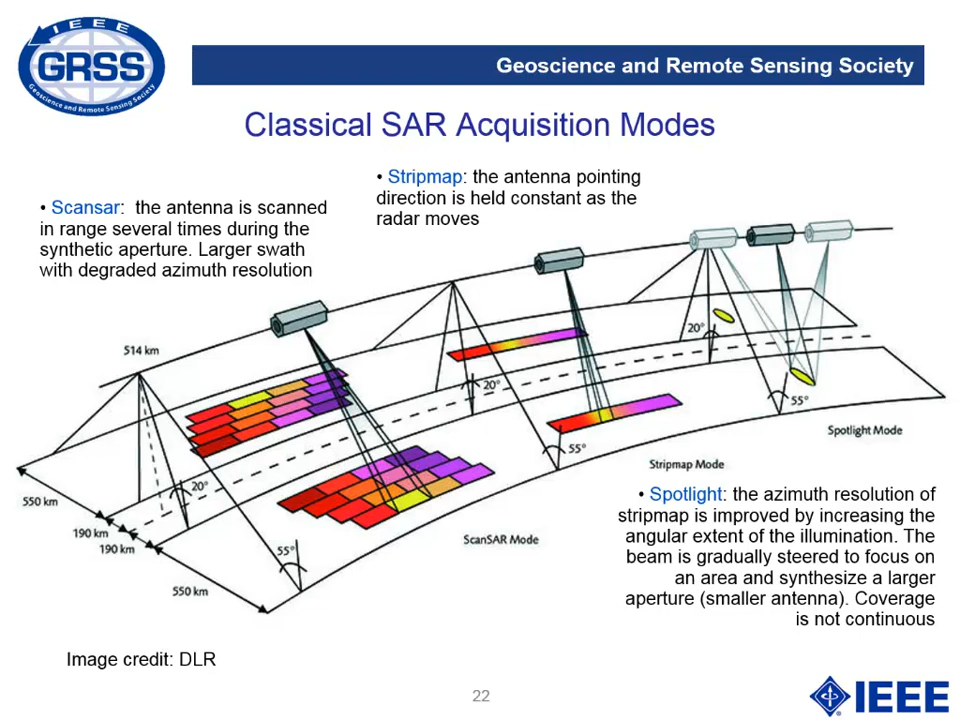 IEEE
GRSS
Geoscience and Remote Sensing Society
Geoscience and Remote Sensing Society
Classical SAR Acquisition Modes
• Scansar: the antenna is scanned
in range several times during the
synthetic aperture. Larger swath
with degraded azimuth resolution
• Stripmap: the antenna pointing
direction is held constant as the
radar moves
514 km
20°
20°
55°
Spotlight Mode
55°
Stripmap Mode
20°
550 km
190 km
190 km
55°
ScanSAR Mode
550 km
• Spotlight: the azimuth resolution of
stripmap is improved by increasing the
angular extent of the illumination. The
beam is gradually steered to focus on
an area and synthesize a larger
aperture (smaller antenna). Coverage
is not continuous
Image credit: DLR
22
IEEE